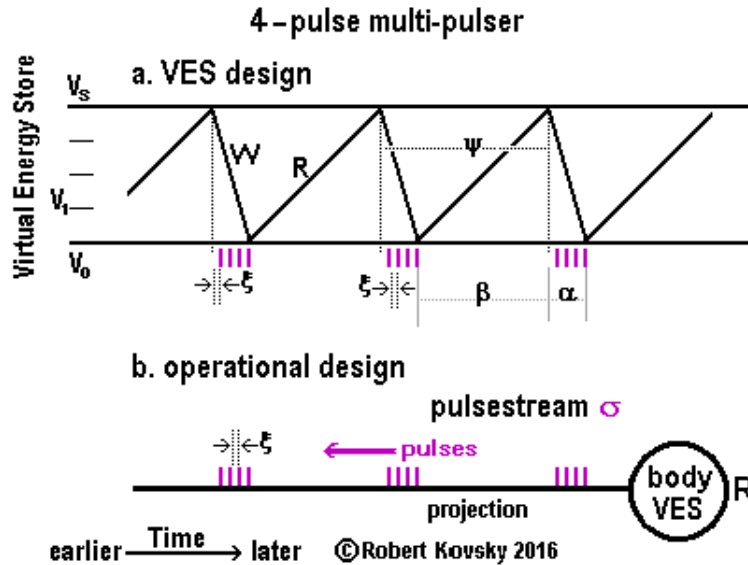 4–pulse multi-pulser
a. VES design
Virtual Energy Store
Vs
W
R
ψ
V1
V0
ξ
ξ
β
α
b. operational design
pulsestream σ
ξ
pulses
body
VES
R
projection
earlier Time later
©Robert Kovsky 2016